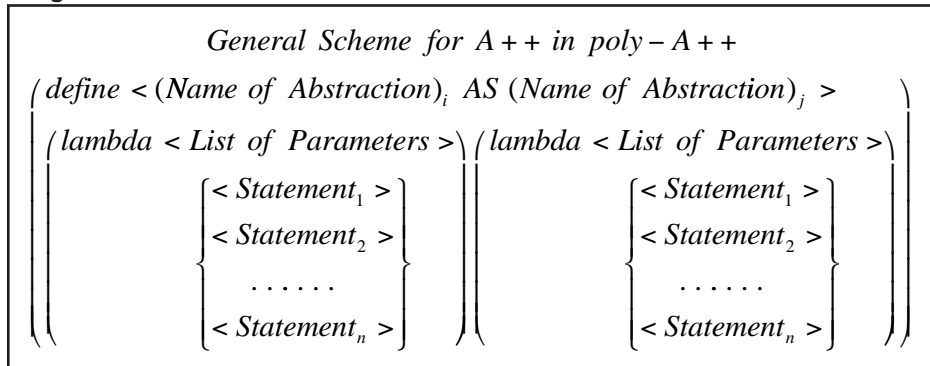 General Scheme for A + + in poly − A + +
define < (Name of Abstraction)i AS (Name of Abstraction)j >
(lambda < List of Parameters >) (lambda < List of Parameters >)
{< Statement1 >} {< Statement1 >}
< Statement2 > < Statement2 >
. . . . . . . . . . . .
< Statementn > < Statementn >